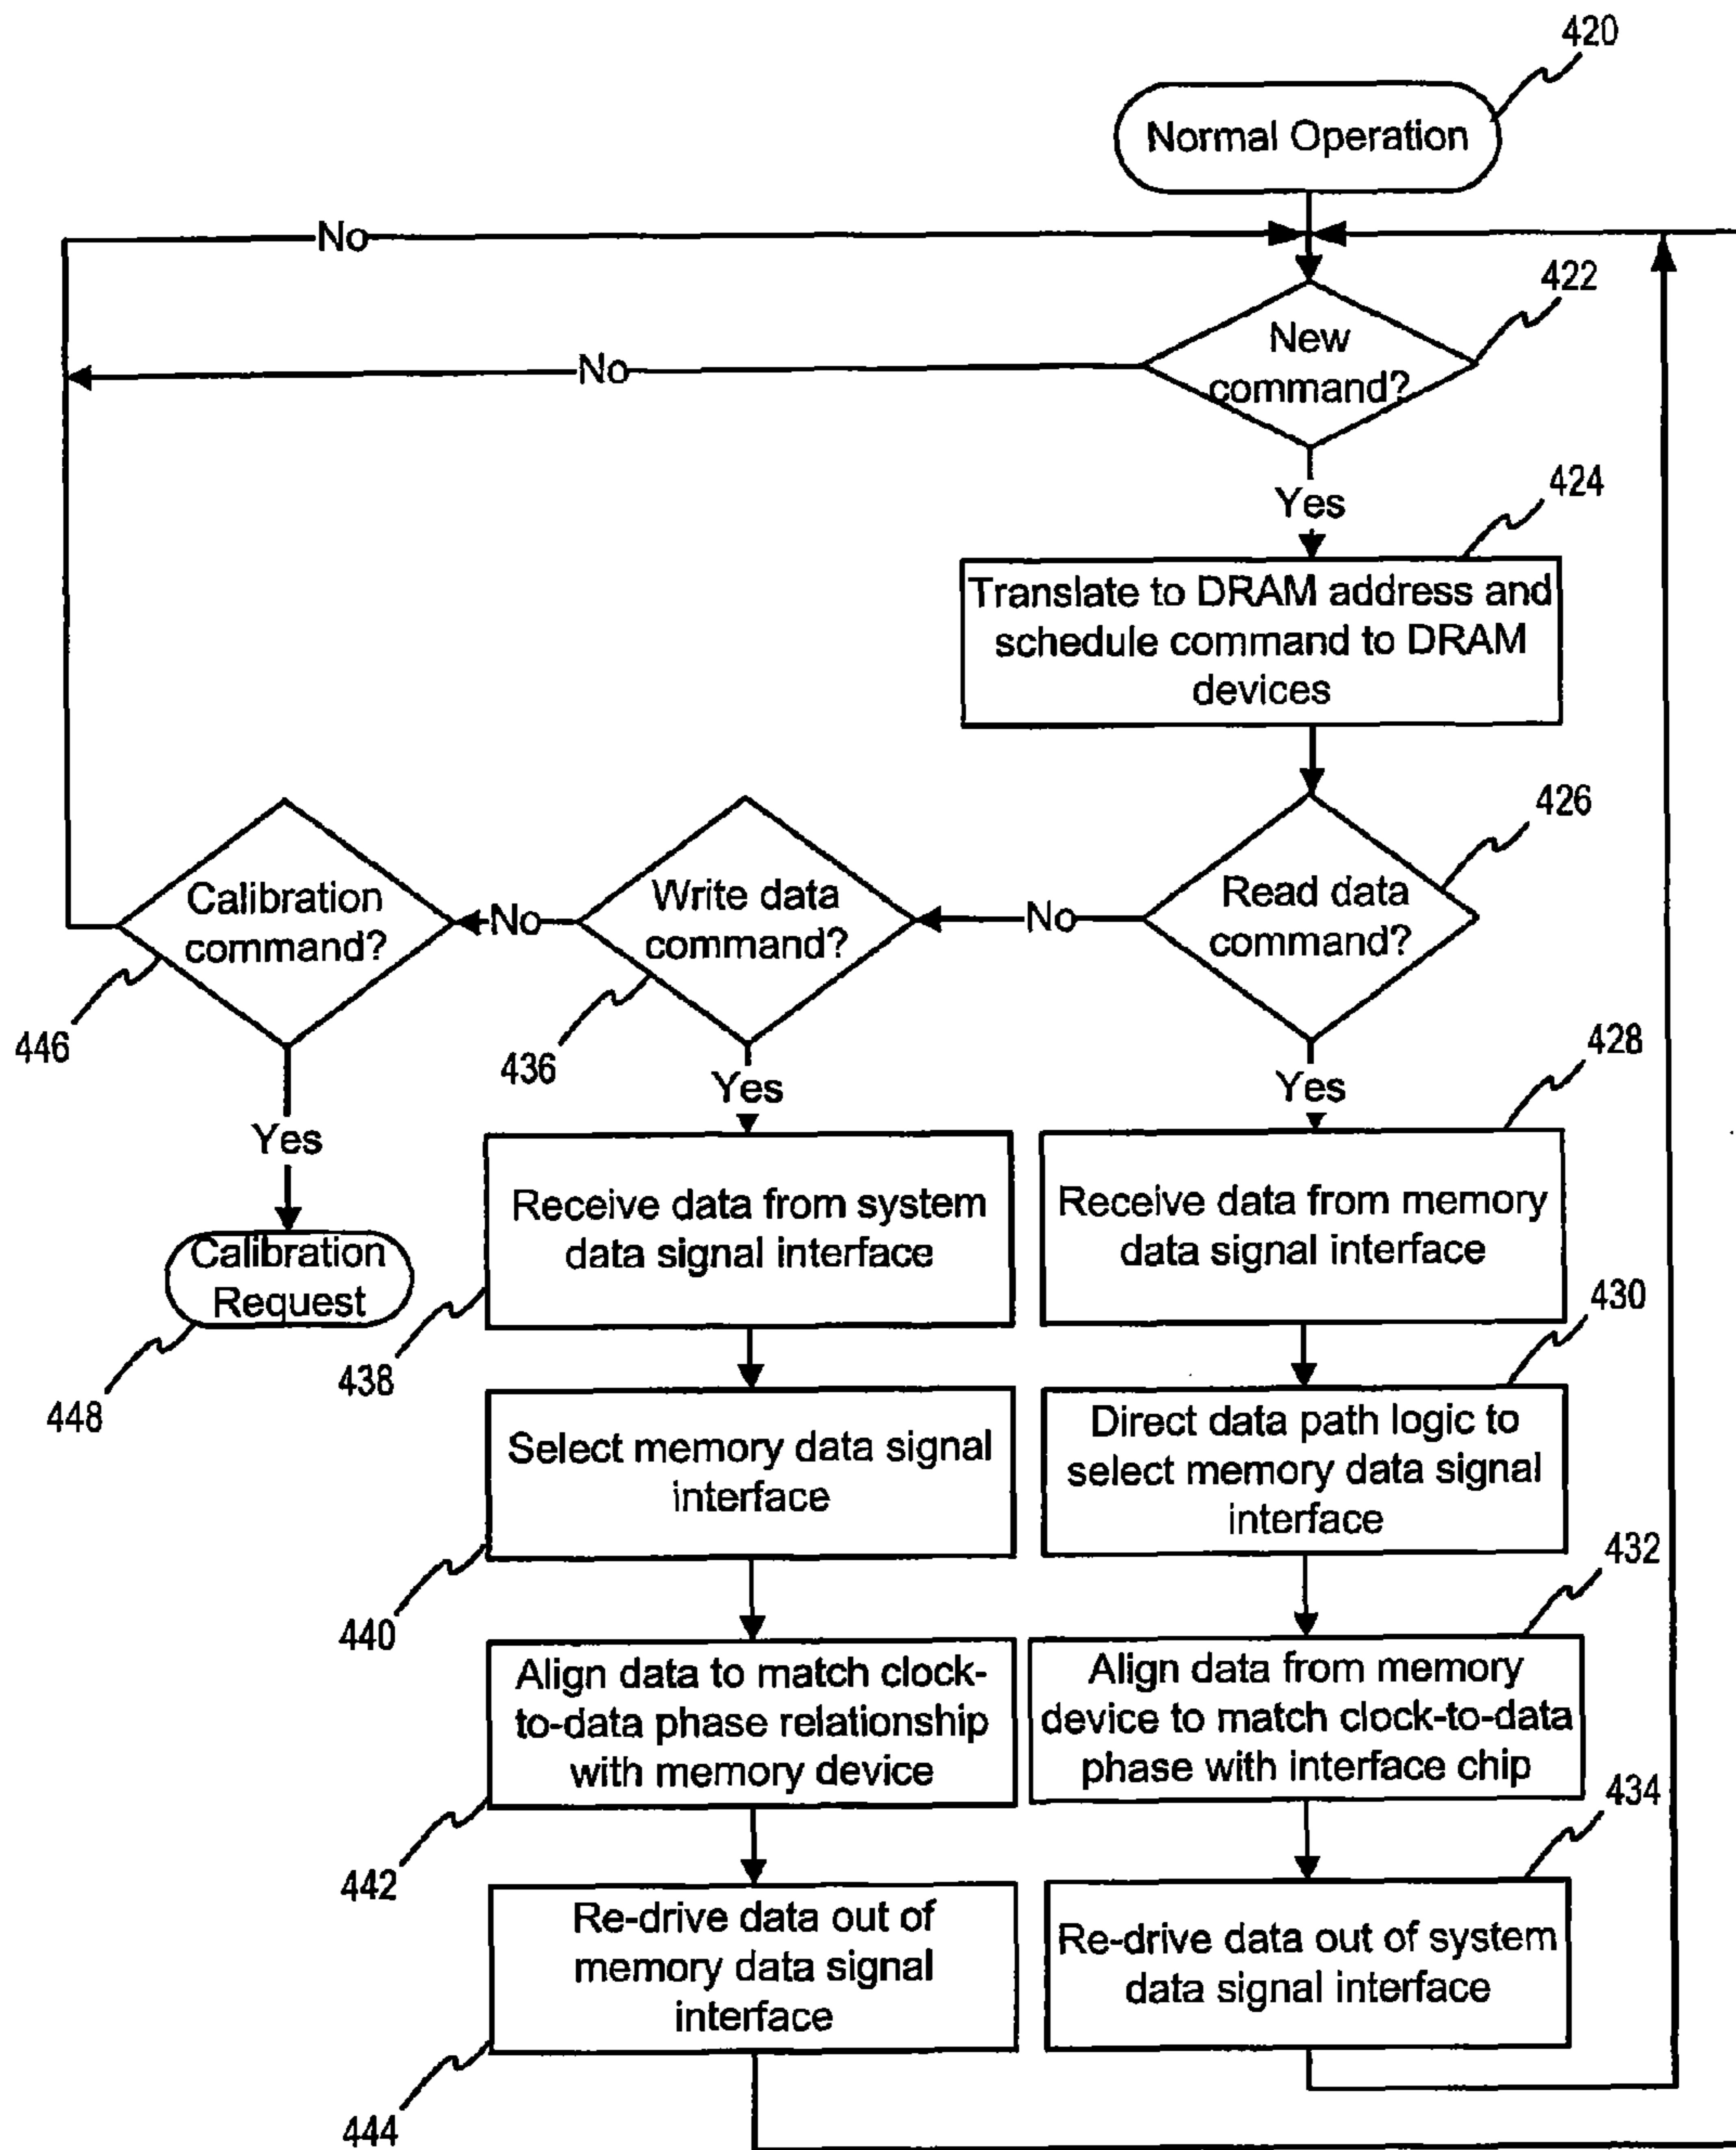 420
Normal Operation
No
422
New
command?
No
Yes
424
Translate to DRAM address and
schedule command to DRAM
devices
426
Read data
command?
No
Write data
command?
No
Calibration
command?
446
436
Yes
Yes
Yes
428
Receive data from memory
data signal interface
Receive data from system
data signal interface
438
Calibration
Request
448
430
Direct data path logic to
select memory data signal
interface
Select memory data signal
interface
440
432
Align data from memory
device to match clock-to-data
phase with interface chip
Align data to match clock-
to-data phase relationship
with memory device
442
434
Re-drive data out of system
data signal interface
Re-drive data out of
memory data signal
interface
444